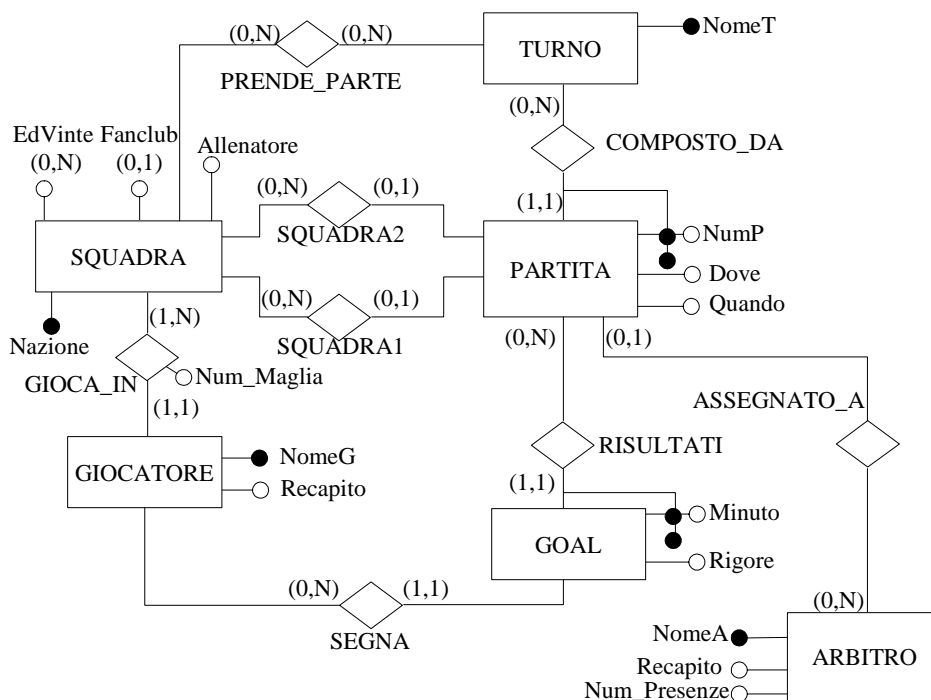 (0,N) (0,N) NomeT
TURNO
PRENDE_PARTE
(0,N)
EdVinte Fanclub
(0,N) (0,1) Allenatore
COMPOSTO_DA
(0,N) (0,1) (1,1)
SQUADRA2 NumP
SQUADRA PARTITA Dove
(0,N) (0,1) Quando
(1,N) SQUADRA1 (0,N) (0,1)
Nazione
GIOCA_IN Num_Maglia
(1,1) ASSEGNATO_A
RISULTATI
NomeG
GIOCATORE (1,1)
Recapito
Minuto
GOAL
Rigore
(0,N) (1,1) (0,N)
SEGNA NomeA
ARBITRO
Recapito
Num_Presenze